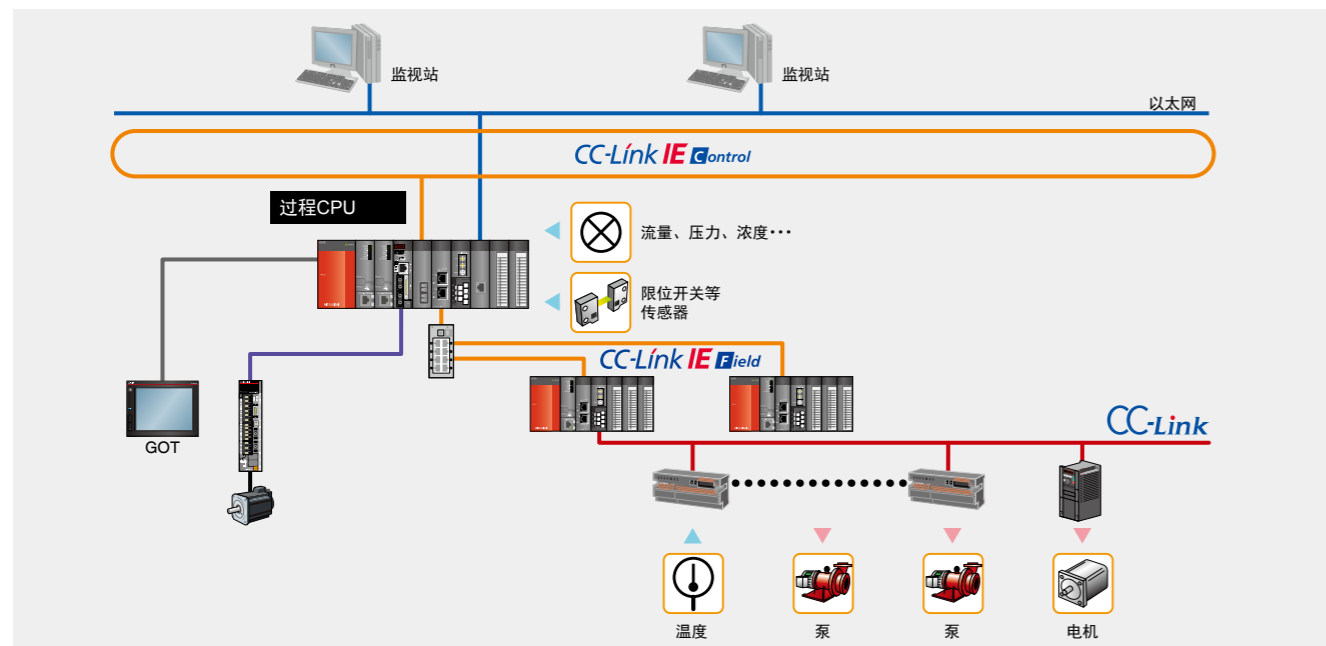 监视站
监视站
以太网
CC-Link IE Control
过程CPU
流量、压力、浓度···
限位开关等
传感器
CC-Link IE Field
GOT
CC-Link
温度
泵
泵
电机